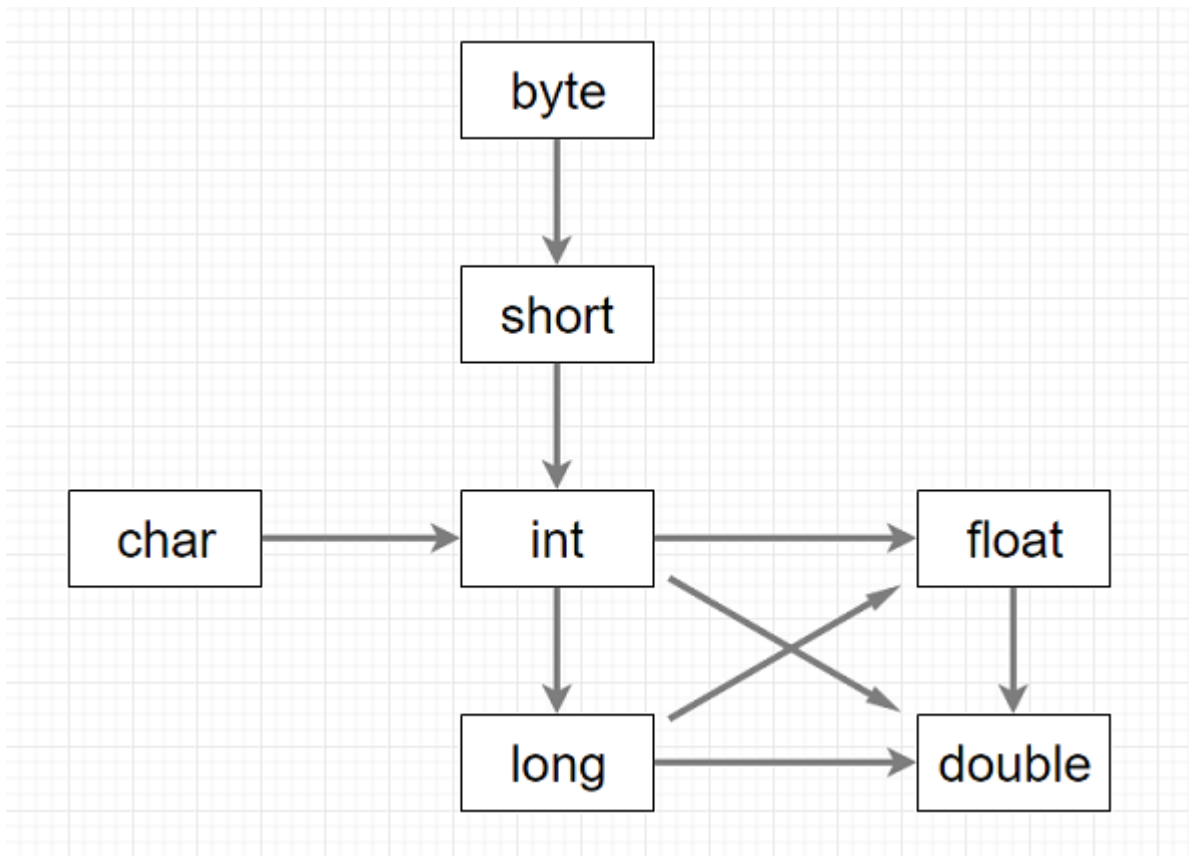 byte
short
char
int
float
long
double